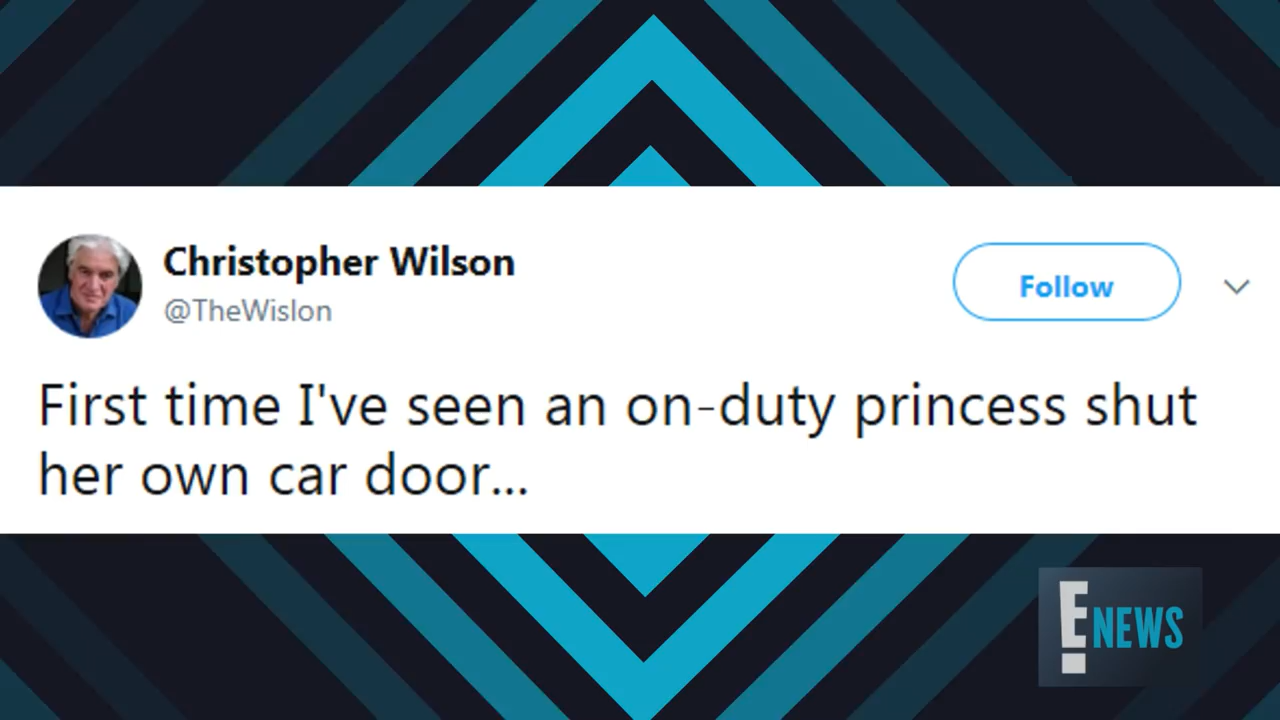 Christopher Wilson
@TheWislon
Follow
First time I've seen an on-duty princess shut
her own car door...
E! NEWS